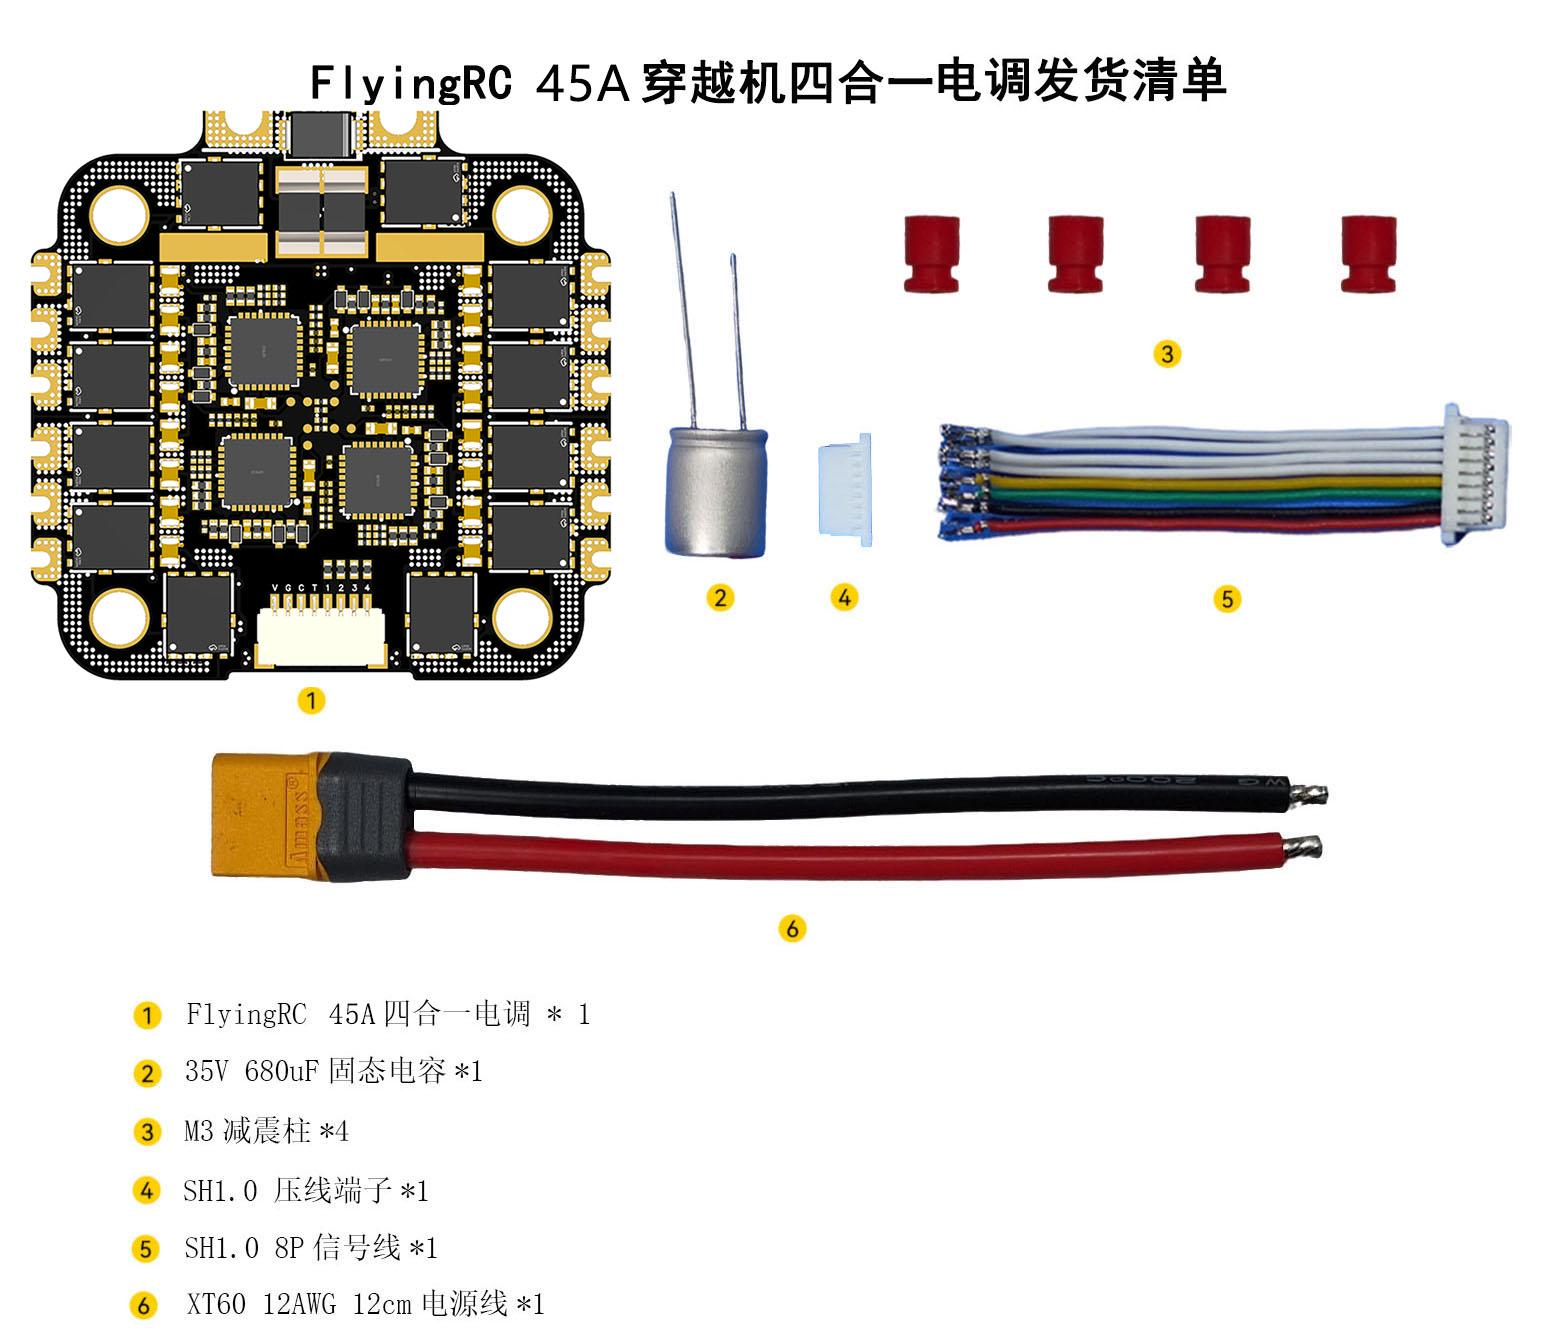 FlyingRC 45A穿越机四合一电调发货清单
V G C T 1 2 3 4
3
2
4
5
1
Amass®
200°C WG
6
1 FlyingRC 45A四合一电调 * 1
2 35V 680uF固态电容*1
3 M3减震柱*4
4 SH1.0 压线端子*1
5 SH1.0 8P信号线*1
6 XT60 12AWG 12cm电源线*1